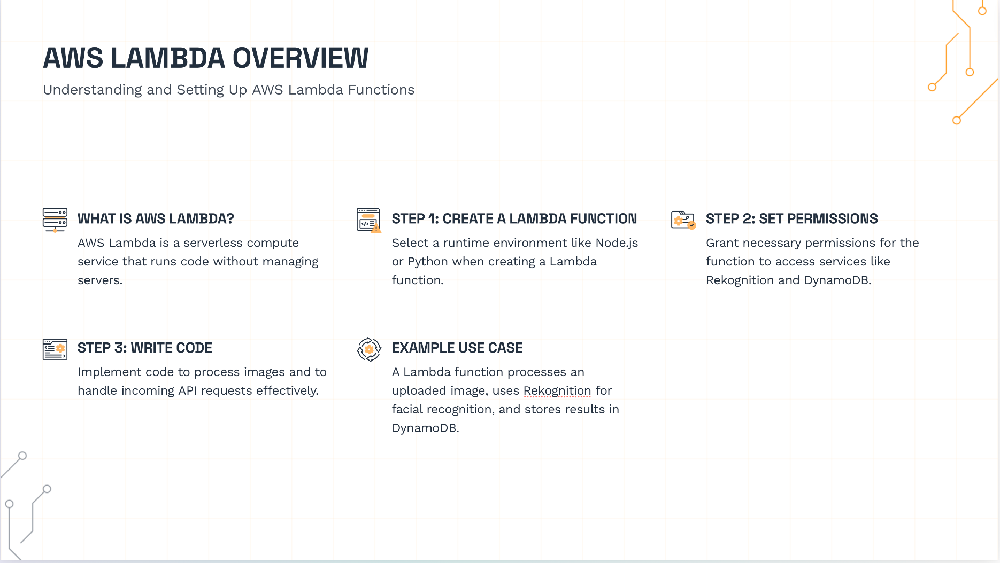 AWS LAMBDA OVERVIEW
Understanding and Setting Up AWS Lambda Functions
WHAT IS AWS LAMBDA?
AWS Lambda is a serverless compute
service that runs code without managing
servers.
STEP 1: CREATE A LAMBDA FUNCTION
Select a runtime environment like Node.js
or Python when creating a Lambda
function.
STEP 2: SET PERMISSIONS
Grant necessary permissions for the
function to access services like
Rekognition and DynamoDB.
STEP 3: WRITE CODE
Implement code to process images and to
handle incoming API requests effectively.
EXAMPLE USE CASE
A Lambda function processes an
uploaded image, uses Rekognition for
facial recognition, and stores results in
DynamoDB.